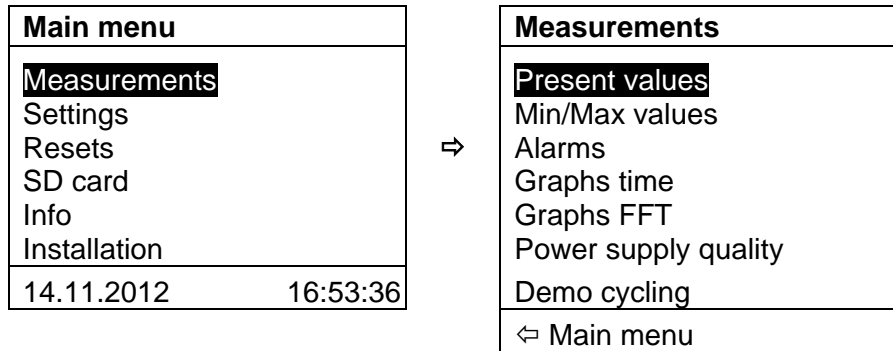 Main menu
Measurements
Settings
Resets
SD card
Info
Installation
14.11.2012 16:53:36
⇨
Measurements
Present values
Min/Max values
Alarms
Graphs time
Graphs FFT
Power supply quality
Demo cycling
⇦ Main menu